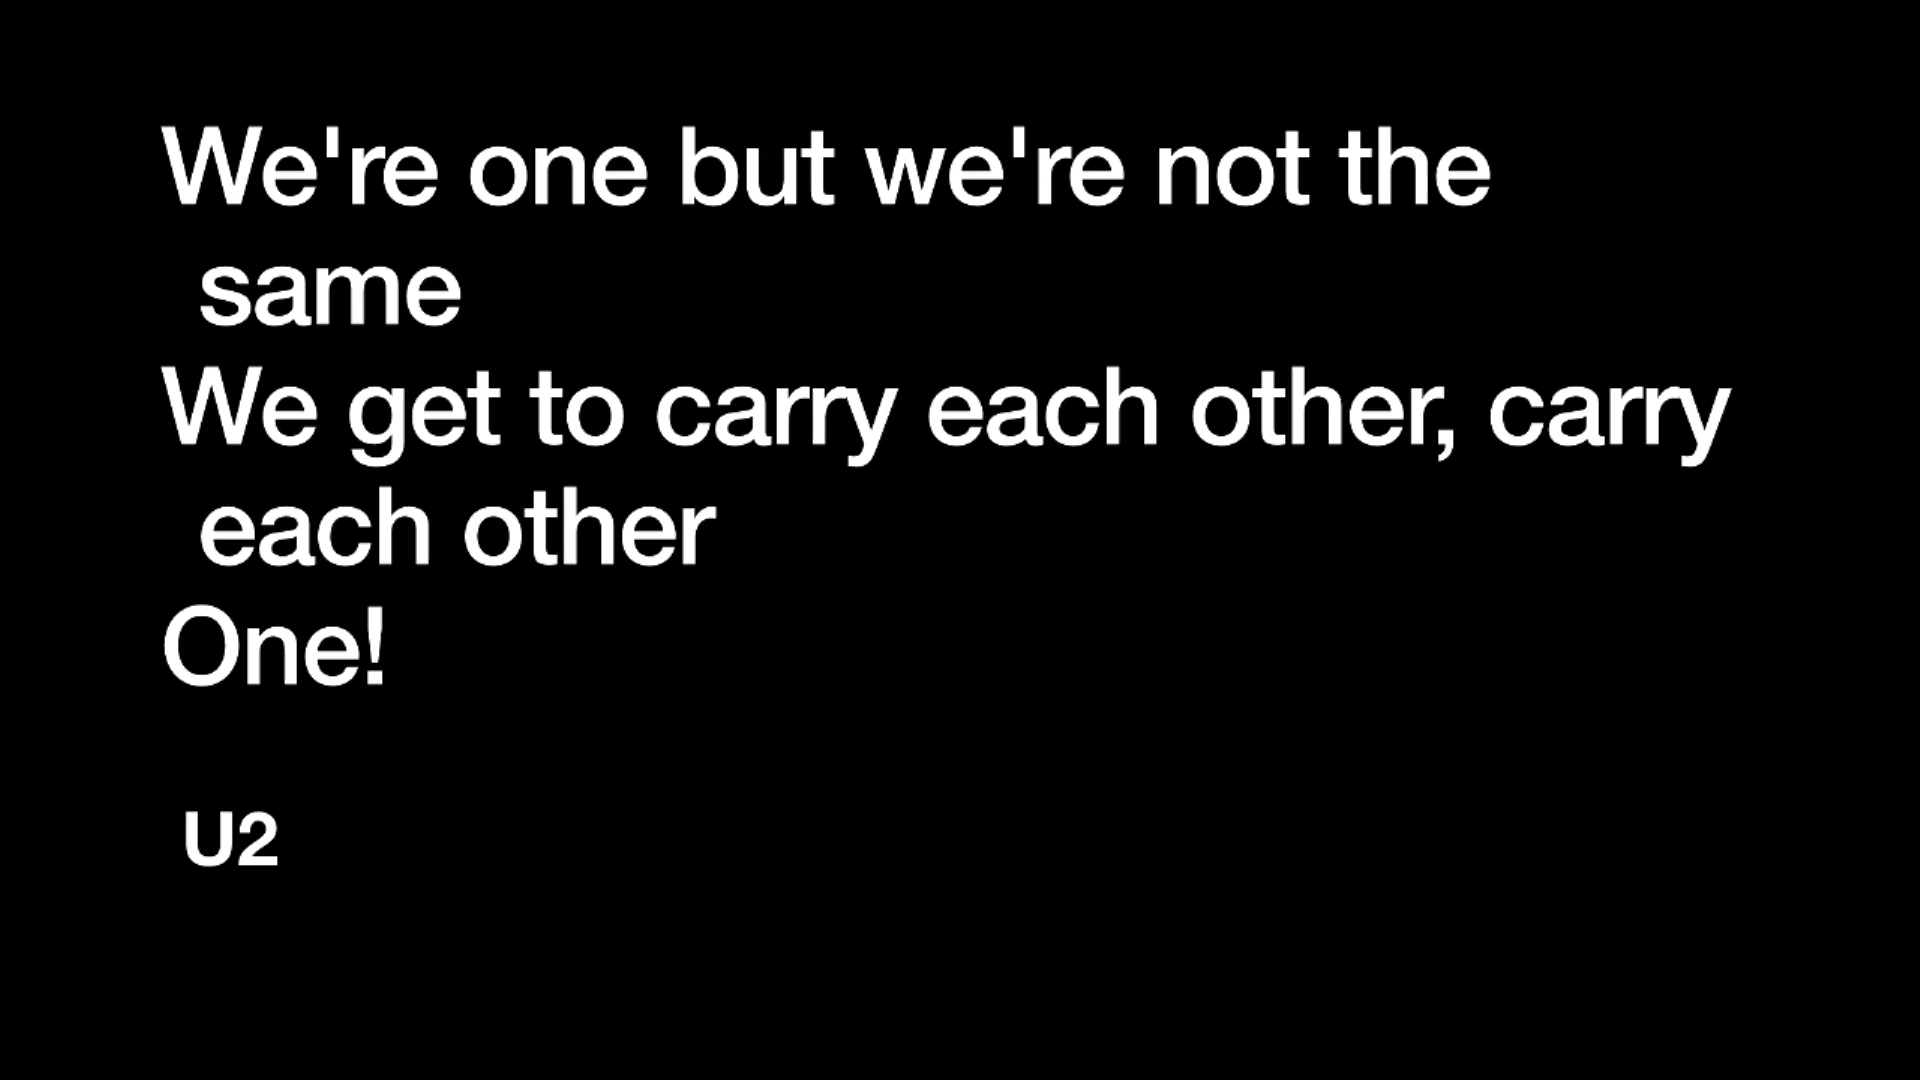 We're one but we're not the
same
We get to carry each other, carry
each other
One!
U2